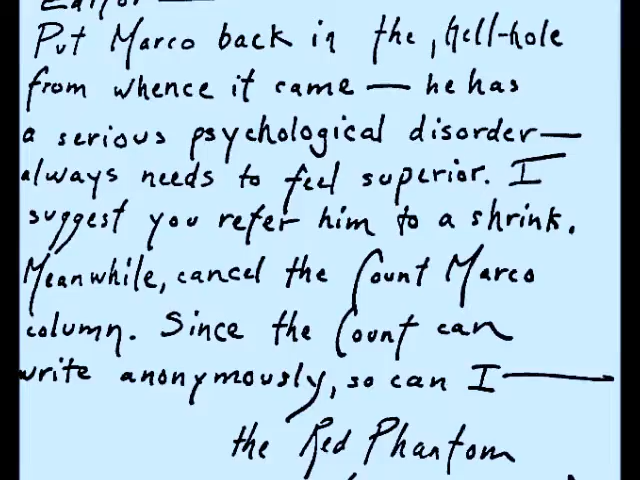 Editor —
Put Marco back in the, hell-hole
from whence it came — he has
a serious psychological disorder —
always needs to feel superior. I
suggest you refer him to a shrink.
Meanwhile, cancel the Count Marco
column. Since the Count can
write anonymously, so can I —
the Red Phantom